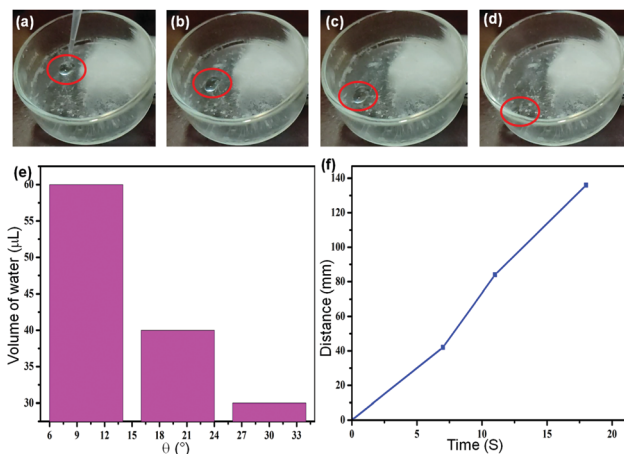 (a)
(b)
(c)
(d)
(e)
60
55
50
45
40
35
30
Volume of water (µL)
6 9 12 15 18 21 24 27 30 33
θ (°)
(f)
140
120
100
80
60
40
20
0
Distance (mm)
0 5 10 15 20
Time (S)